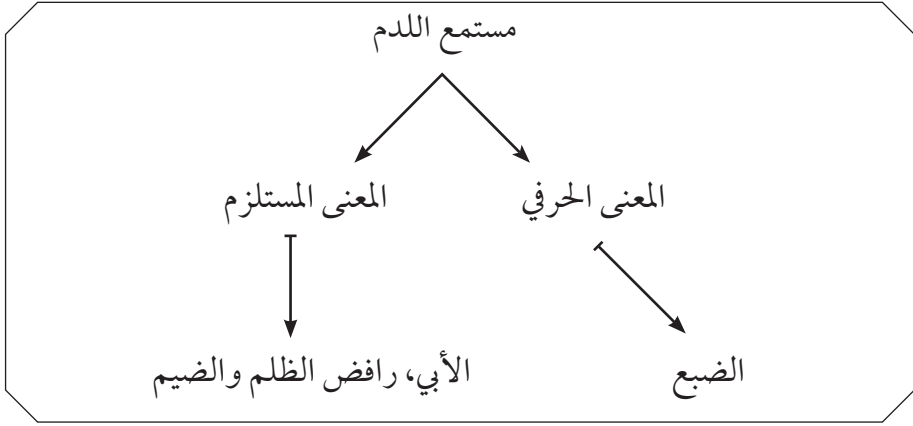 مستمع اللدم
المعنى الحرفي
المعنى المستلزم
الضبع
الأبي، رافض الظلم والضيم